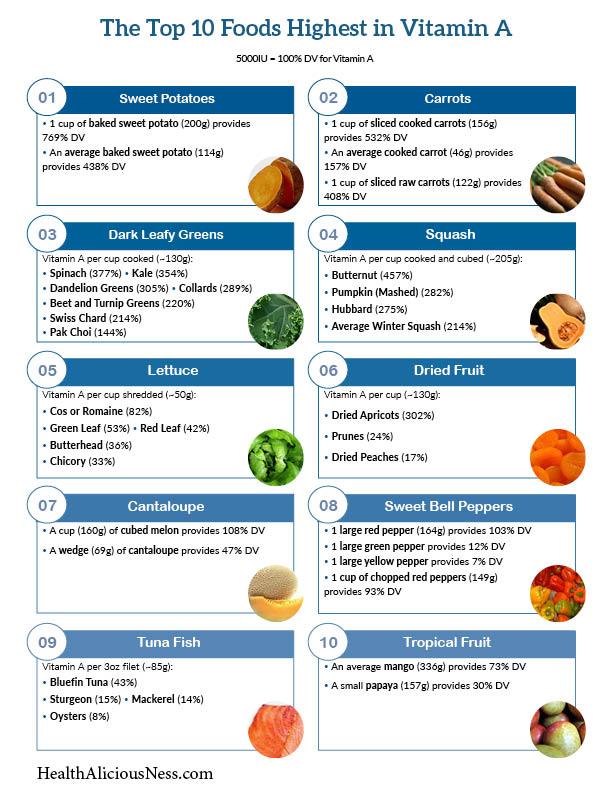 The Top 10 Foods Highest in Vitamin A
5000IU = 100% DV for Vitamin A
01
Sweet Potatoes
• 1 cup of baked sweet potato (200g) provides
769% DV
• An average baked sweet potato (114g)
provides 438% DV
02
Carrots
• 1 cup of sliced cooked carrots (156g)
provides 532% DV
• An average cooked carrot (46g) provides
157% DV
• 1 cup of sliced raw carrots (122g) provides
408% DV
03
Dark Leafy Greens
Vitamin A per cup cooked (~130g):
• Spinach (377%) • Kale (354%)
• Dandelion Greens (305%) • Collards (289%)
• Beet and Turnip Greens (220%)
• Swiss Chard (214%)
• Pak Choi (144%)
04
Squash
Vitamin A per cup cooked and cubed (~205g):
• Butternut (457%)
• Pumpkin (Mashed) (282%)
• Hubbard (275%)
• Average Winter Squash (214%)
05
Lettuce
Vitamin A per cup shredded (~50g):
• Cos or Romaine (82%)
• Green Leaf (53%) • Red Leaf (42%)
• Butterhead (36%)
• Chicory (33%)
06
Dried Fruit
Vitamin A per cup (~130g):
• Dried Apricots (302%)
• Prunes (24%)
• Dried Peaches (17%)
07
Cantaloupe
• A cup (160g) of cubed melon provides 108% DV
• A wedge (69g) of cantaloupe provides 47% DV
08
Sweet Bell Peppers
• 1 large red pepper (164g) provides 103% DV
• 1 large green pepper provides 12% DV
• 1 large yellow pepper provides 7% DV
• 1 cup of chopped red peppers (149g)
provides 93% DV
09
Tuna Fish
Vitamin A per 3oz filet (~85g):
• Bluefin Tuna (43%)
• Sturgeon (15%) • Mackerel (14%)
• Oysters (8%)
10
Tropical Fruit
• An average mango (336g) provides 73% DV
• A small papaya (157g) provides 30% DV
HealthAliciousNess.com